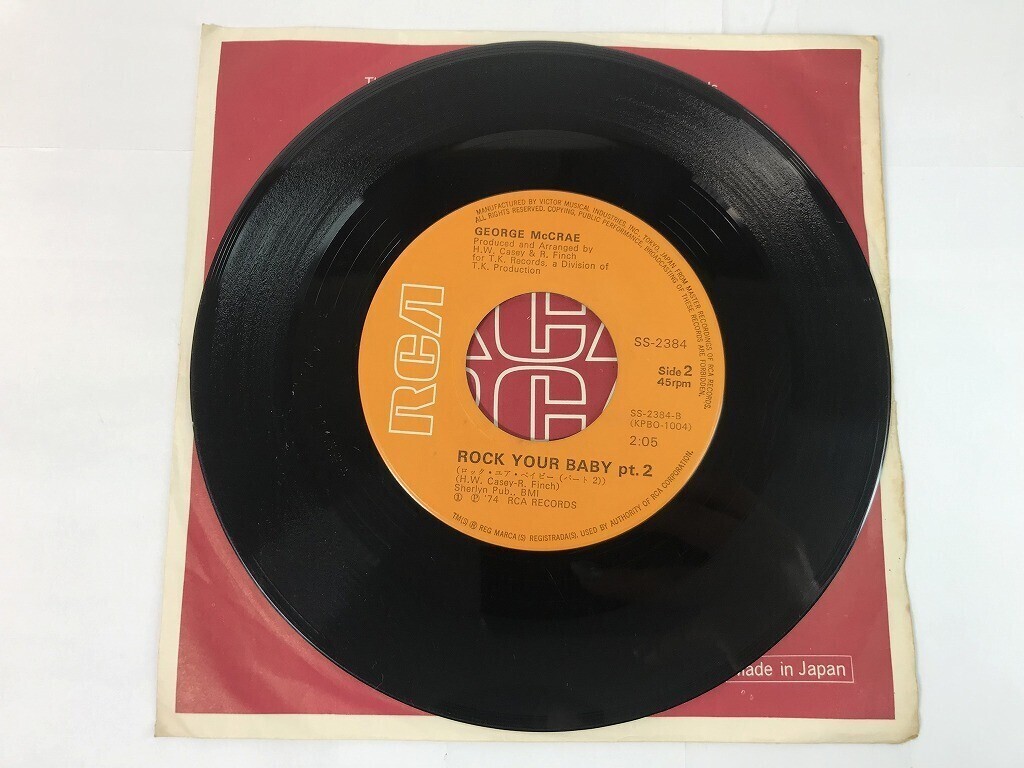 MANUFACTURED BY VICTOR MUSICAL INDUSTRIES, INC., TOKYO, JAPAN FROM MASTER RECORDINGS OF RCA RECORDS.
ALL RIGHTS RESERVED. COPYING, PUBLIC PERFORMANCE, BROADCASTING OF THESE RECORDS ARE FORBIDDEN.
GEORGE McCRAE
Produced and Arranged by
H.W. Casey & R. Finch
for T.K. Records, a Division of
T.K. Production
RCA
SS-2384
Side 2
45rpm
SS-2384-B
(KPBO-1004)
2:05
ROCK YOUR BABY pt. 2
(ロック・ユア・ベイビー (パート 2))
(H.W. Casey-R. Finch)
Sherlyn Pub., BMI
Ⓟ '74 RCA RECORDS
TM(S) ® REG. MARCA(S) REGISTRADA(S). USED BY AUTHORITY OF RCA CORPORATION.
Made in Japan